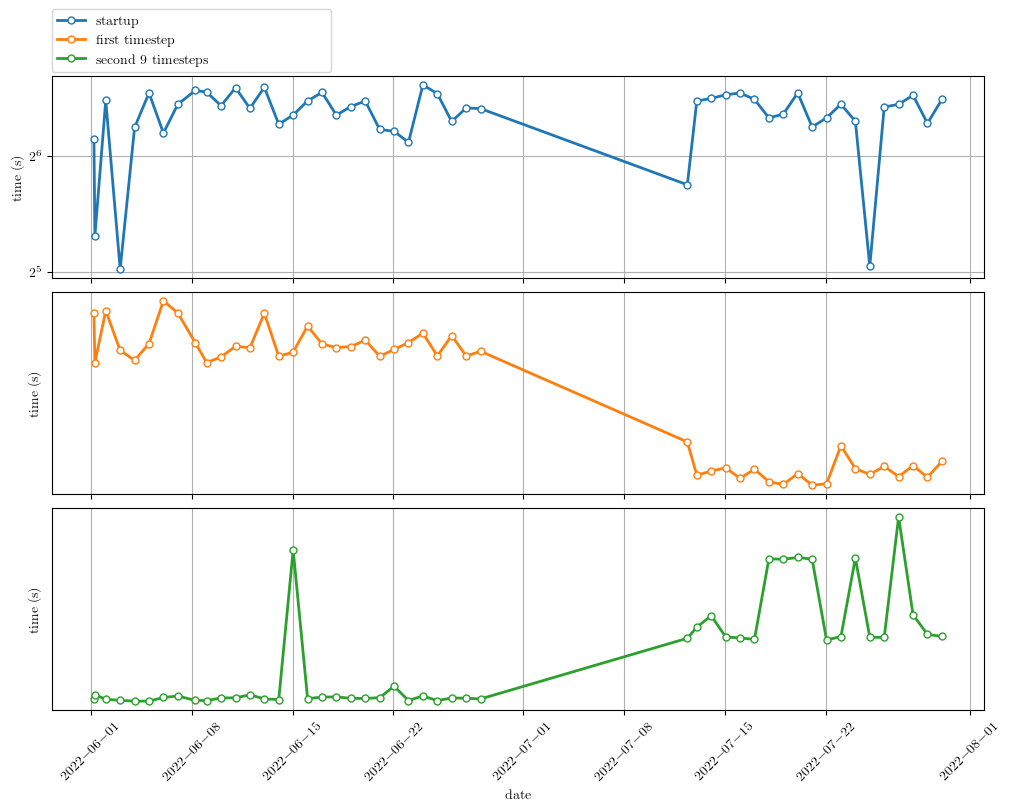 startup
first timestep
second 9 timesteps
time (s)
2^6
2^5
time (s)
time (s)
2022−06−01
2022−06−08
2022−06−15
2022−06−22
2022−07−01
2022−07−08
2022−07−15
2022−07−22
2022−08−01
date